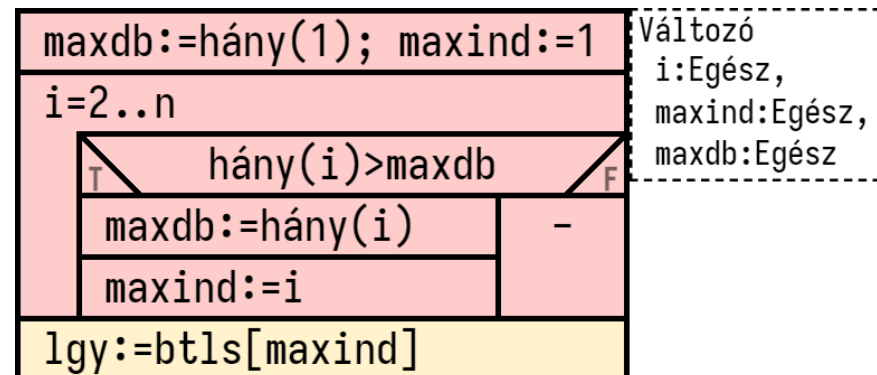 maxdb:=hány(1); maxind:=1
i=2..n
T hány(i)>maxdb F
maxdb:=hány(i) -
maxind:=i
lgy:=btls[maxind]
Változó
i:Egész,
maxind:Egész,
maxdb:Egész